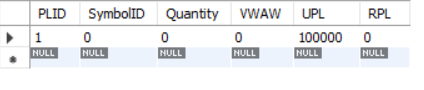 PLID SymbolID Quantity VWAW UPL RPL
1 0 0 0 100000 0
NULL NULL NULL NULL NULL NULL